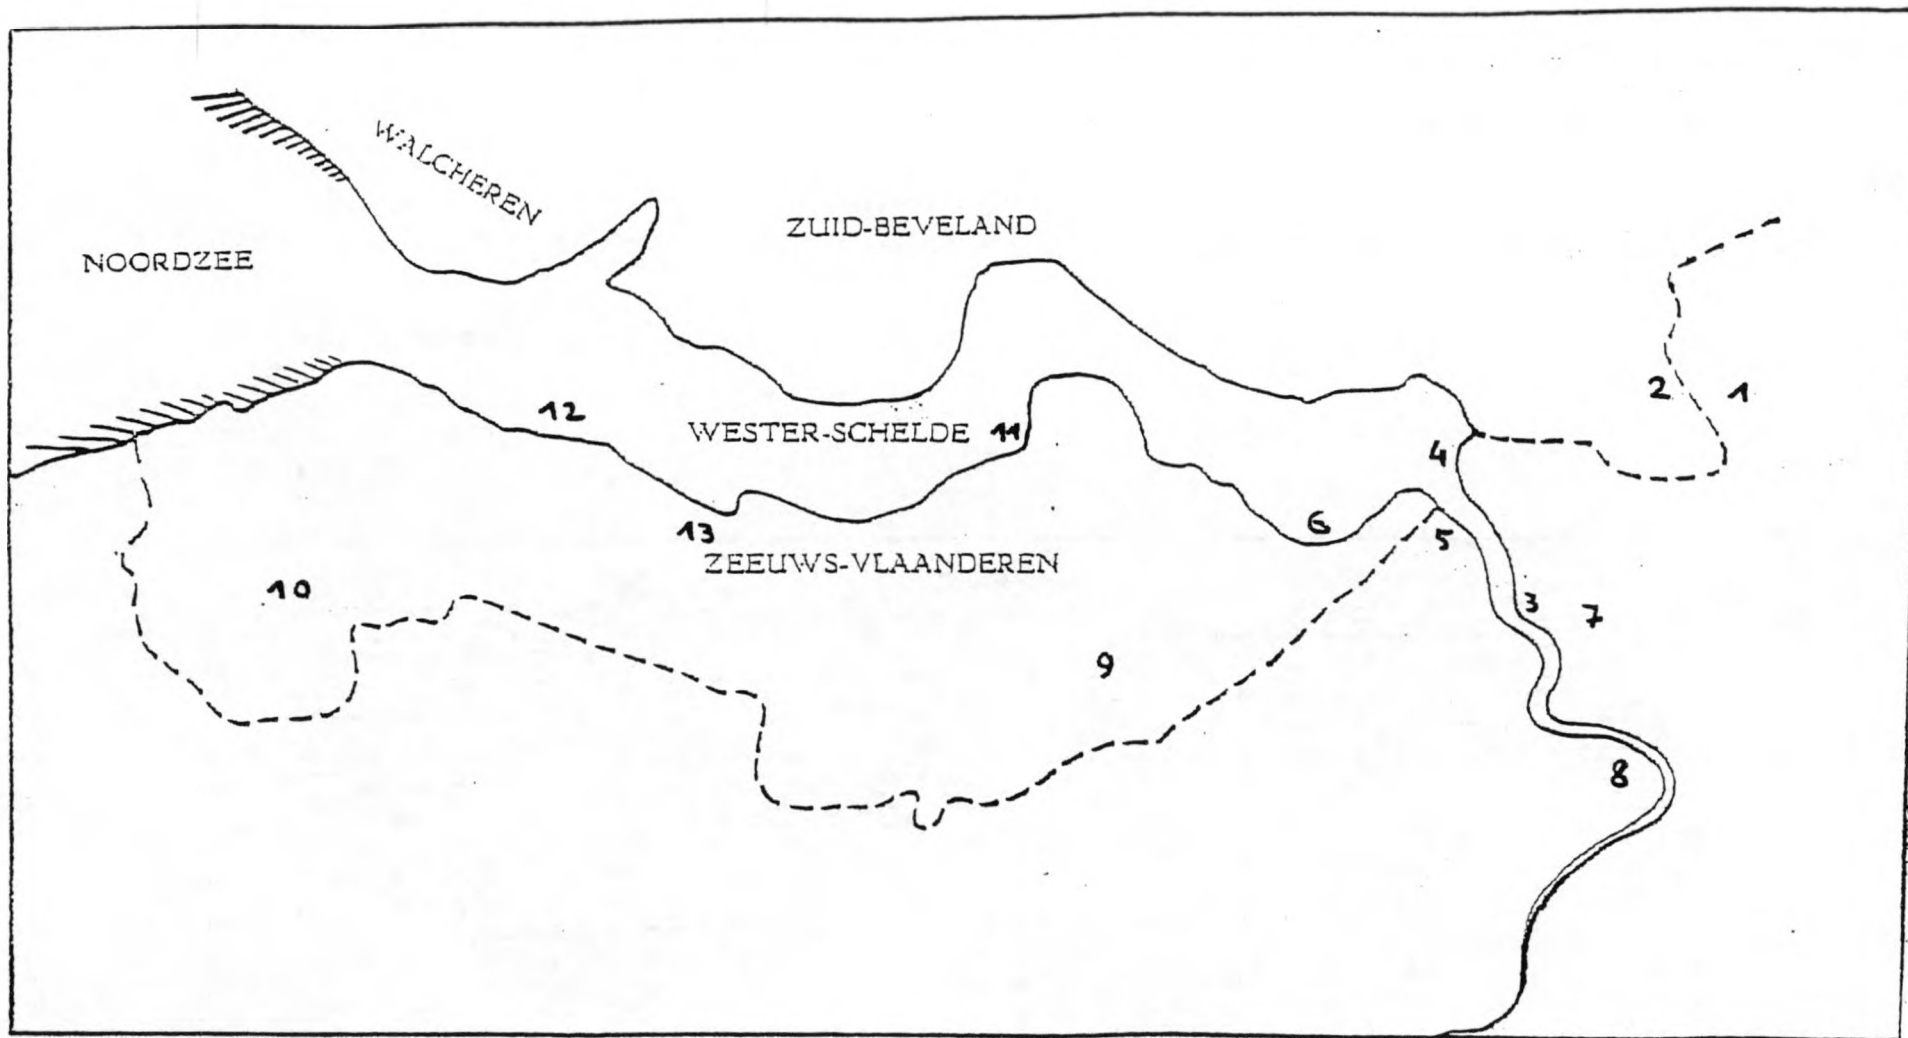 WALCHEREN
ZUID-BEVELAND
NOORDZEE
2 1
12
WESTER-SCHELDE 11
4
13
6
5
ZEEUWS-VLAANDEREN
10
3
7
9
8